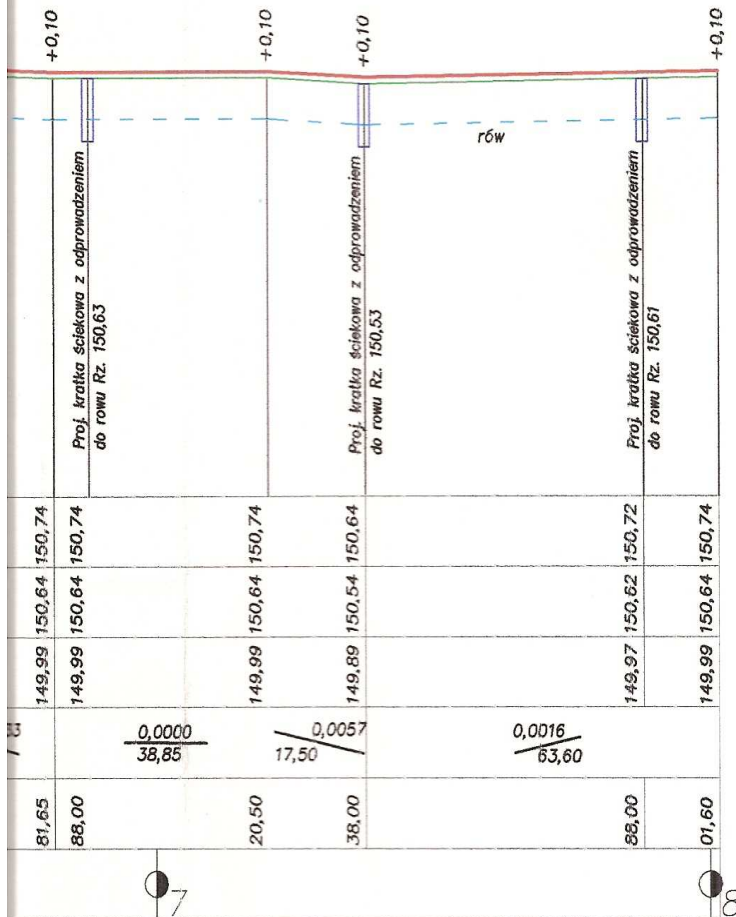 +0,10 +0,10 +0,10 +0,10
rów
Proj. kratka ściekowa z odprowadzeniem
do rowu Rz. 150,63
Proj. kratka ściekowa z odprowadzeniem
do rowu Rz. 150,53
Proj. kratka ściekowa z odprowadzeniem
do rowu Rz. 150,61
150,74 150,74 150,74 150,64 150,72 150,74
150,64 150,64 150,64 150,54 150,62 150,64
149,99 149,99 149,99 149,89 149,97 149,99
33 0,0000 0,0057 0,0016
38,85 17,50 63,60
81,65 88,00 20,50 38,00 88,00 01,60
7 8